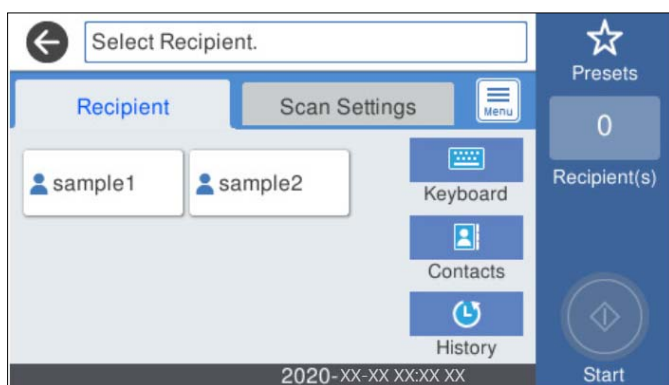 Select Recipient.
Presets
Recipient
Scan Settings
Menu
0
Recipient(s)
sample1
sample2
Keyboard
Contacts
History
2020-XX-XX XX:XX XX
Start